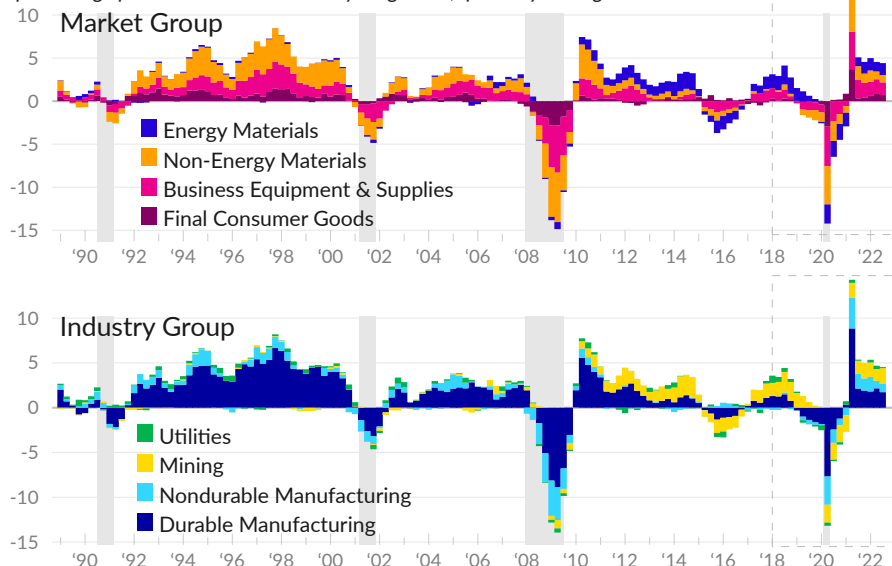 Market Group
10
5
0
-5
-10
-15
Energy Materials
Non-Energy Materials
Business Equipment & Supplies
Final Consumer Goods
‘90 ‘92 ‘94 ‘96 ‘98 ‘00 ‘02 ‘04 ‘06 ‘08 ‘10 ‘12 ‘14 ‘16 ‘18 ‘20 ‘22
Industry Group
10
5
0
-5
-10
-15
Utilities
Mining
Nondurable Manufacturing
Durable Manufacturing
‘90 ‘92 ‘94 ‘96 ‘98 ‘00 ‘02 ‘04 ‘06 ‘08 ‘10 ‘12 ‘14 ‘16 ‘18 ‘20 ‘22